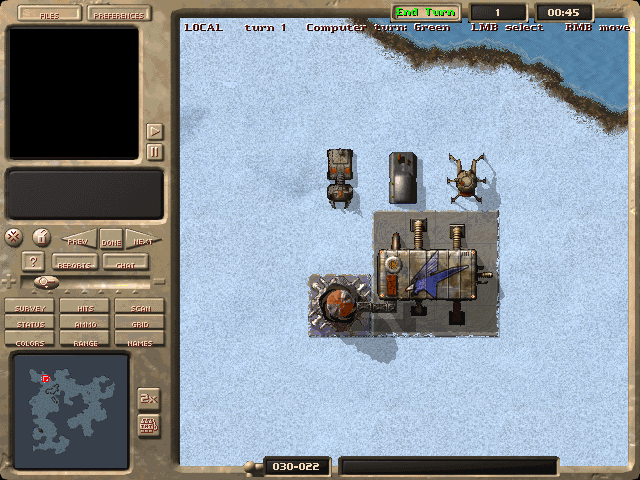 FILES PREFERENCES End Turn 1 00:45
LOCAL turn 1 Computer turn: Green LMB select RMB move
PREV DONE NEXT
? REPORTS CHAT
SURVEY HITS SCAN
STATUS AMMO GRID
COLORS RANGE NAMES
2x
030-022